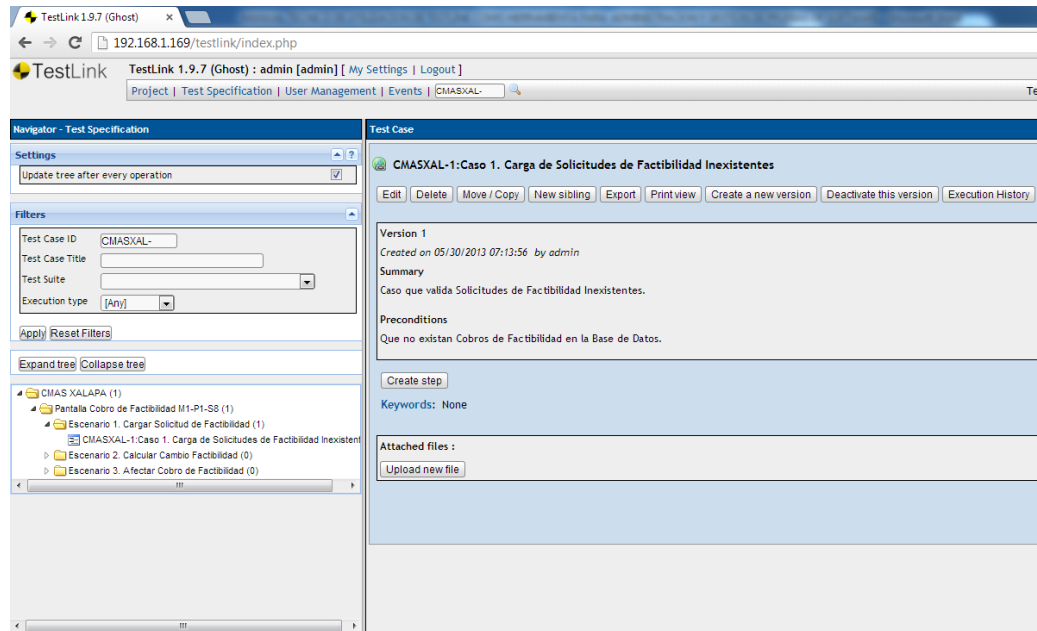 TestLink 1.9.7 (Ghost)
192.168.1.169/testlink/index.php
TestLink TestLink 1.9.7 (Ghost) : admin [admin] [ My Settings | Logout ]
Project | Test Specification | User Management | Events | CMASXAL- Te
Navigator - Test Specification
Settings
Update tree after every operation
Filters
Test Case ID CMASXAL-
Test Case Title
Test Suite
Execution type [Any]
Apply Reset Filters
Expand tree Collapse tree
CMAS XALAPA (1)
Pantalla Cobro de Factibilidad M1-P1-S8 (1)
Escenario 1. Cargar Solicitud de Factibilidad (1)
CMASXAL-1:Caso 1. Carga de Solicitudes de Factibilidad Inexistent
Escenario 2. Calcular Cambio Factibilidad (0)
Escenario 3. Afectar Cobro de Factibilidad (0)
Test Case
CMASXAL-1:Caso 1. Carga de Solicitudes de Factibilidad Inexistentes
Edit Delete Move / Copy New sibling Export Print view Create a new version Deactivate this version Execution History
Version 1
Created on 05/30/2013 07:13:56 by admin
Summary
Caso que valida Solicitudes de Factibilidad Inexistentes.
Preconditions
Que no existan Cobros de Factibilidad en la Base de Datos.
Create step
Keywords: None
Attached files :
Upload new file